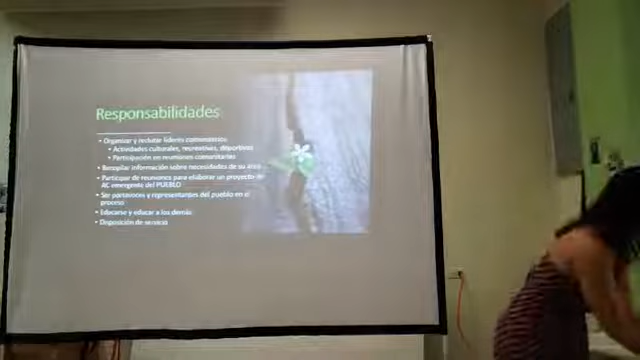 Responsabilidades
• Organizar y reclutar líderes comunitarios
• Actividades culturales, recreativas, deportivas
• Participación en reuniones comunitarias
• Recopilar información sobre necesidades de su área
• Participar de reuniones para elaborar un proyecto de
AC emergente del PUEBLO
• Ser portavoces y representantes del pueblo en el
proceso
• Educarse y educar a los demás
• Disposición de servicio